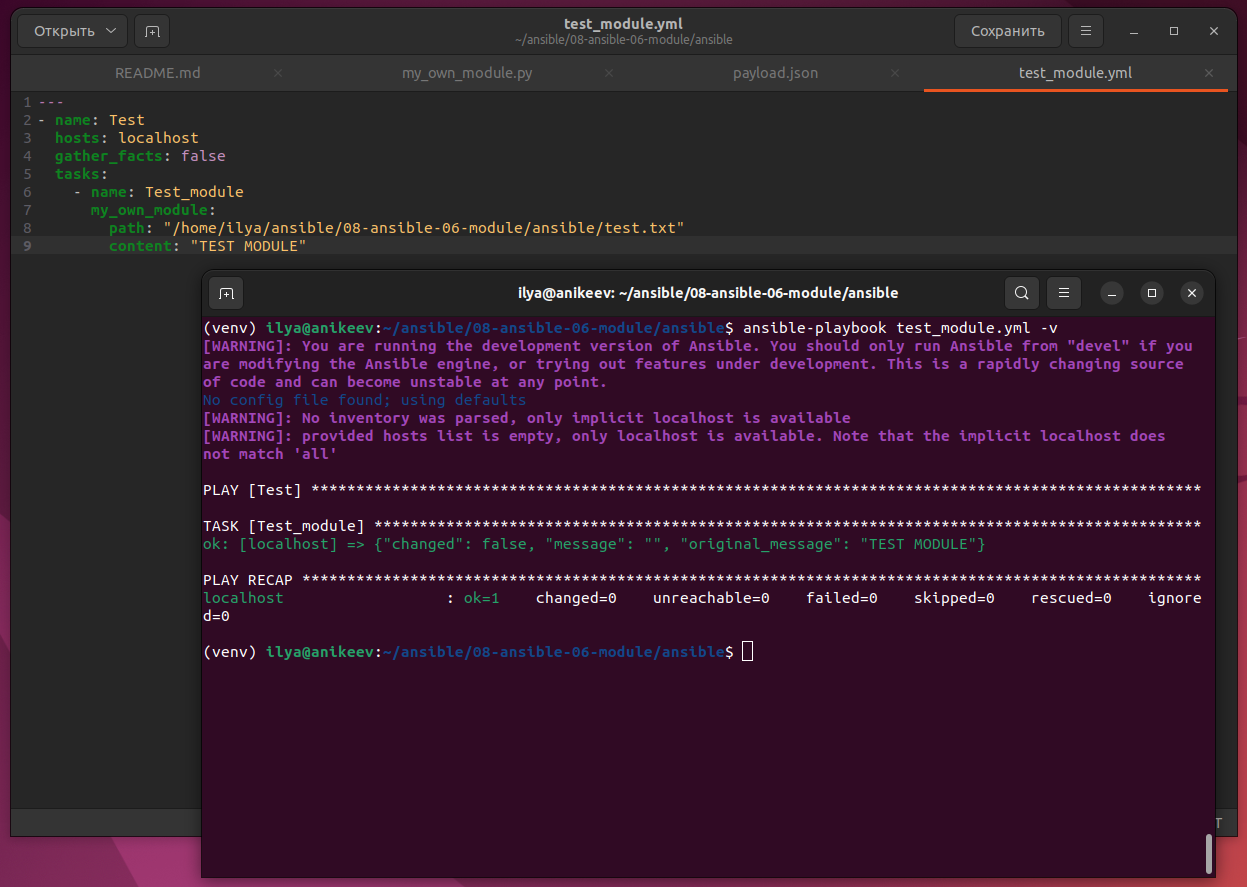 Открыть
test_module.yml
~/ansible/08-ansible-06-module/ansible
Сохранить
README.md
my_own_module.py
payload.json
test_module.yml
1 ---
2 - name: Test
3 hosts: localhost
4 gather_facts: false
5 tasks:
6 - name: Test_module
7 my_own_module:
8 path: "/home/ilya/ansible/08-ansible-06-module/ansible/test.txt"
9 content: "TEST MODULE"
ilya@anikeev: ~/ansible/08-ansible-06-module/ansible
(venv) ilya@anikeev:~/ansible/08-ansible-06-module/ansible$ ansible-playbook test_module.yml -v
[WARNING]: You are running the development version of Ansible. You should only run Ansible from "devel" if you
are modifying the Ansible engine, or trying out features under development. This is a rapidly changing source
of code and can become unstable at any point.
No config file found; using defaults
[WARNING]: No inventory was parsed, only implicit localhost is available
[WARNING]: provided hosts list is empty, only localhost is available. Note that the implicit localhost does
not match 'all'
PLAY [Test] ***************************************************************************************************
TASK [Test_module] ********************************************************************************************
ok: [localhost] => {"changed": false, "message": "", "original_message": "TEST MODULE"}
PLAY RECAP ****************************************************************************************************
localhost : ok=1 changed=0 unreachable=0 failed=0 skipped=0 rescued=0 ignore
d=0
(venv) ilya@anikeev:~/ansible/08-ansible-06-module/ansible$